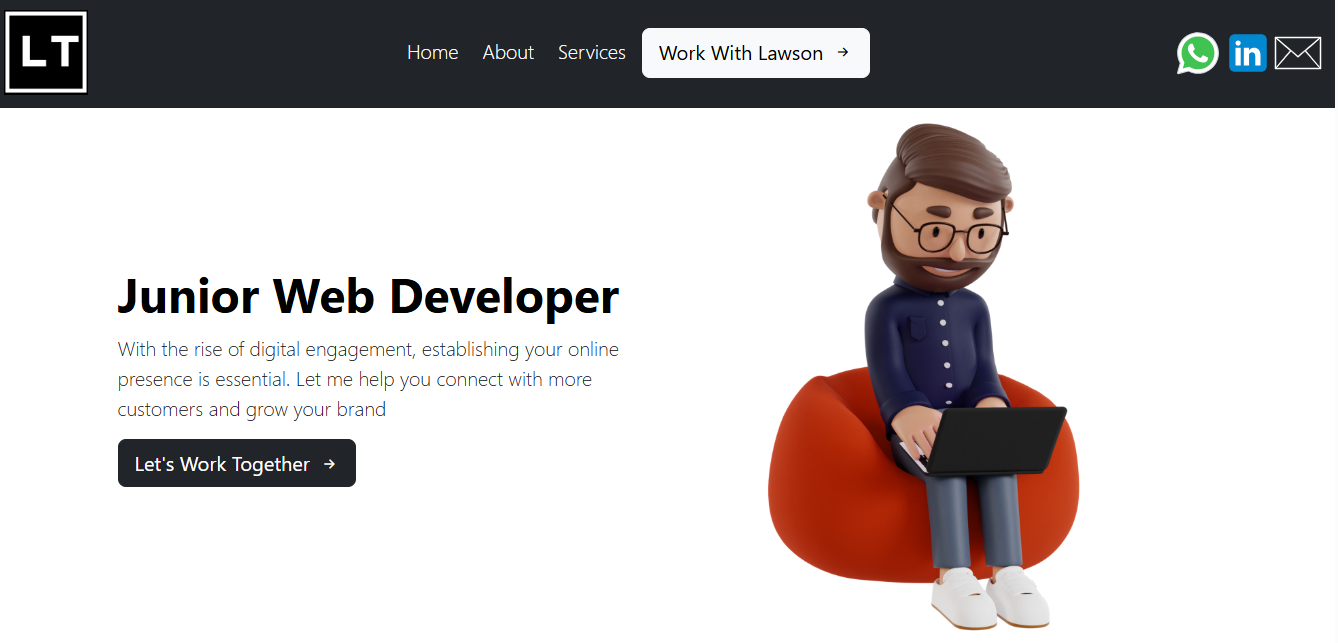 LT
Home
About
Services
Work With Lawson →
in
Junior Web Developer
With the rise of digital engagement, establishing your online
presence is essential. Let me help you connect with more
customers and grow your brand
Let's Work Together →